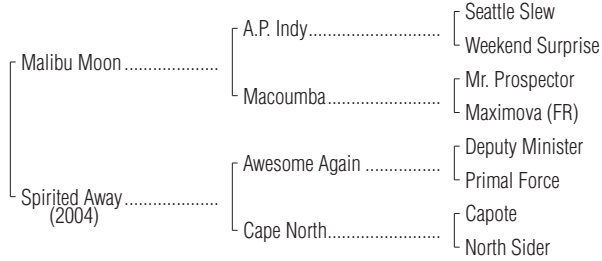 Seattle Slew
A.P. Indy
Weekend Surprise
Malibu Moon
Mr. Prospector
Macoumba
Maximova (FR)
Deputy Minister
Awesome Again
Primal Force
Spirited Away
(2004)
Capote
Cape North
North Sider